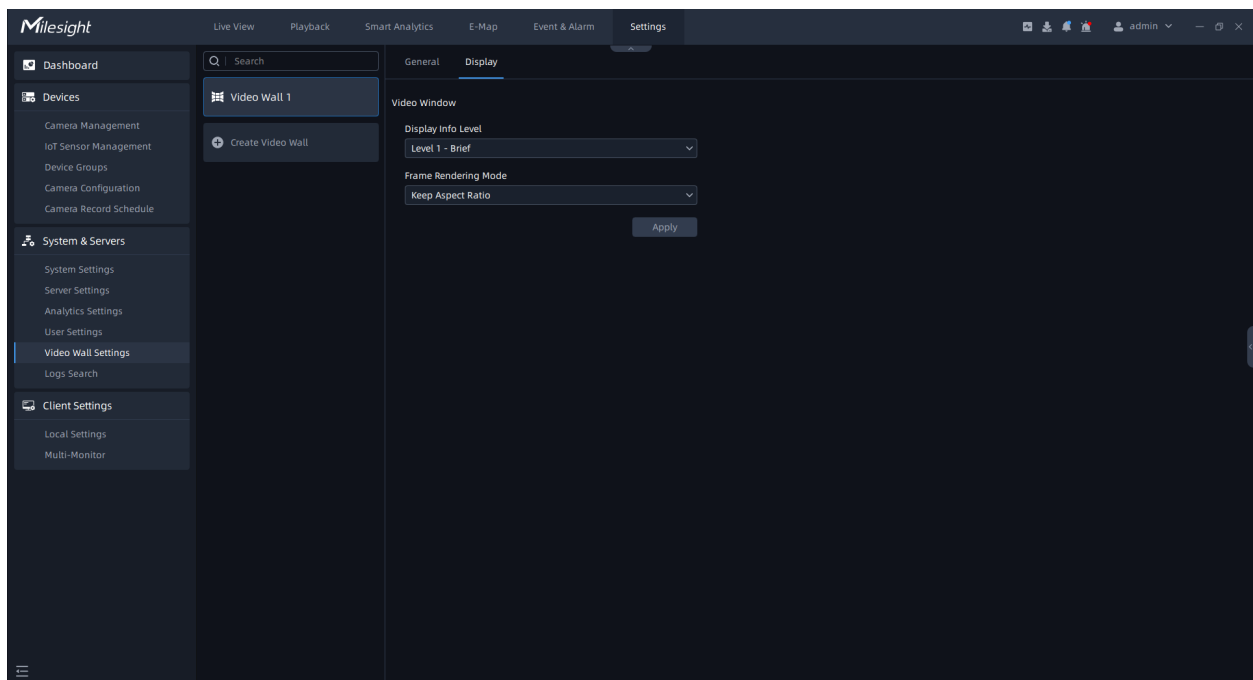 Milesight
Live View
Playback
Smart Analytics
E-Map
Event & Alarm
Settings
admin
Dashboard
Devices
Camera Management
IoT Sensor Management
Device Groups
Camera Configuration
Camera Record Schedule
System & Servers
System Settings
Server Settings
Analytics Settings
User Settings
Video Wall Settings
Logs Search
Client Settings
Local Settings
Multi-Monitor
Search
Video Wall 1
Create Video Wall
General
Display
Video Window
Display Info Level
Level 1 - Brief
Frame Rendering Mode
Keep Aspect Ratio
Apply